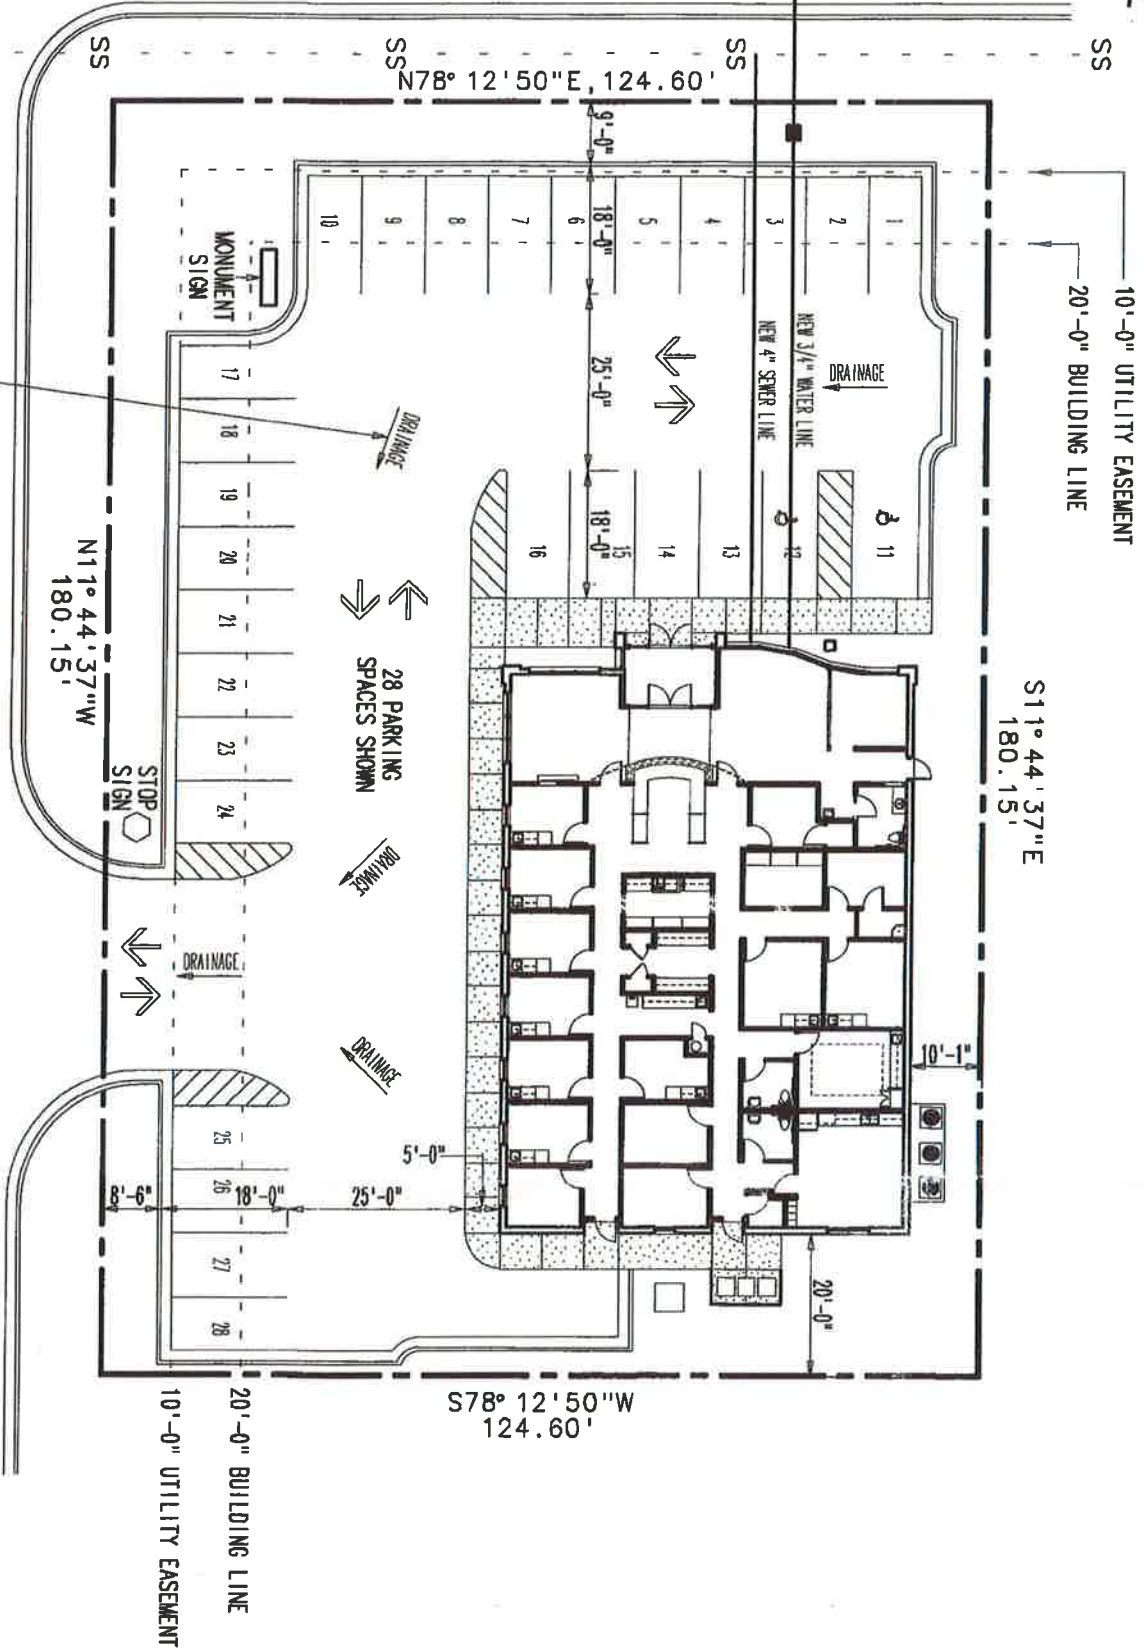 SS
SS
SS
SS
N78° 12'50"E, 124.60'
10'-0" UTILITY EASEMENT
20'-0" BUILDING LINE
9'-0"
18'-0"
25'-0"
18'-0"
1
2
3
4
5
6
7
8
9
10
MONUMENT
SIGN
NEW 3/4" WATER LINE
NEW 4" SEWER LINE
DRAINAGE
DRAINAGE
11
12
13
14
15
16
17
18
19
20
21
22
23
24
N11° 44'37"W
180.15'
S11° 44'37"E
180.15'
28 PARKING
SPACES SHOWN
STOP
SIGN
DRAINAGE
DRAINAGE
DRAINAGE
10'-1"
5'-0"
8'-6"
18'-0"
25'-0"
20'-0"
25
26
27
28
S78° 12'50"W
124.60'
20'-0" BUILDING LINE
10'-0" UTILITY EASEMENT